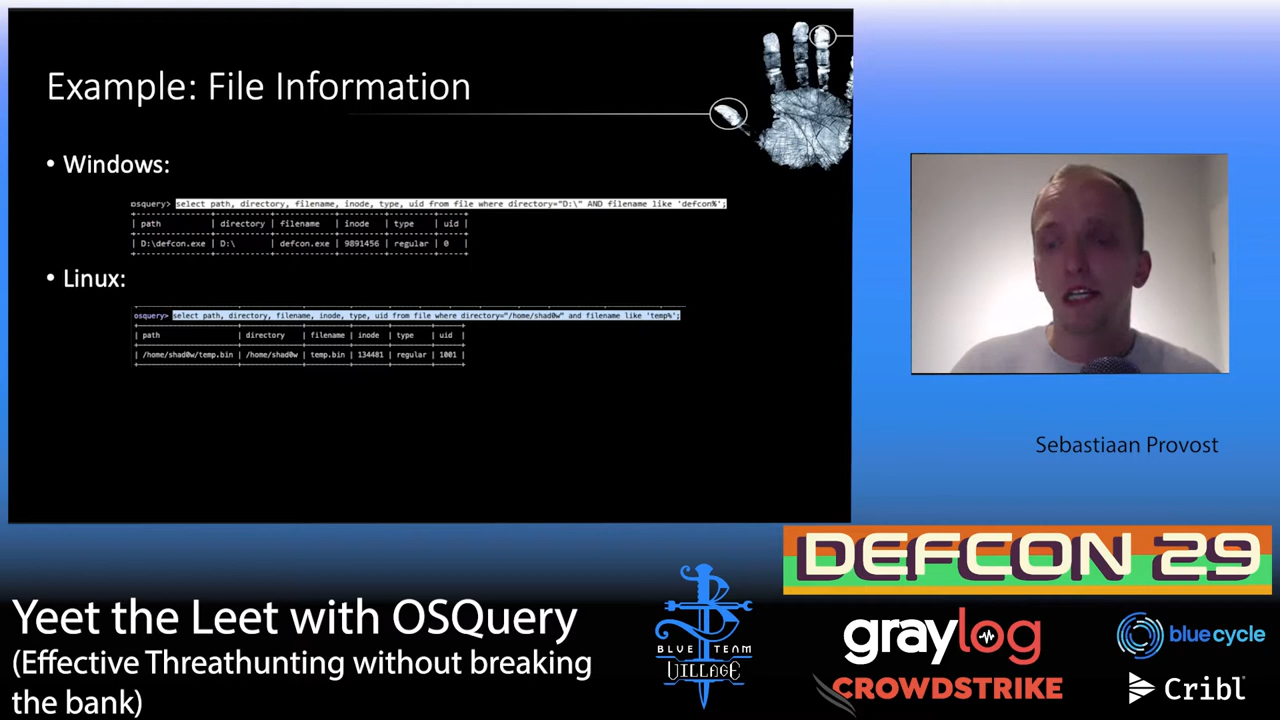 Example: File Information
• Windows:
osquery> select path, directory, filename, inode, type, uid from file where directory="D:\" AND filename like 'defcon%';
| path | directory | filename | inode | type | uid |
| D:\defcon.exe | D:\ | defcon.exe | 9891456 | regular | 0 |
• Linux:
osquery> select path, directory, filename, inode, type, uid from file where directory="/home/shad0w" and filename like 'temp%';
| path | directory | filename | inode | type | uid |
| /home/shad0w/temp.bin | /home/shad0w | temp.bin | 134481 | regular | 1001 |
Sebastiaan Provost
DEFCON 29
Yeet the Leet with OSQuery
(Effective Threathunting without breaking
the bank)
BLUE TEAM
VILLAGE
graylog
CROWDSTRIKE
bluecycle
Cribl